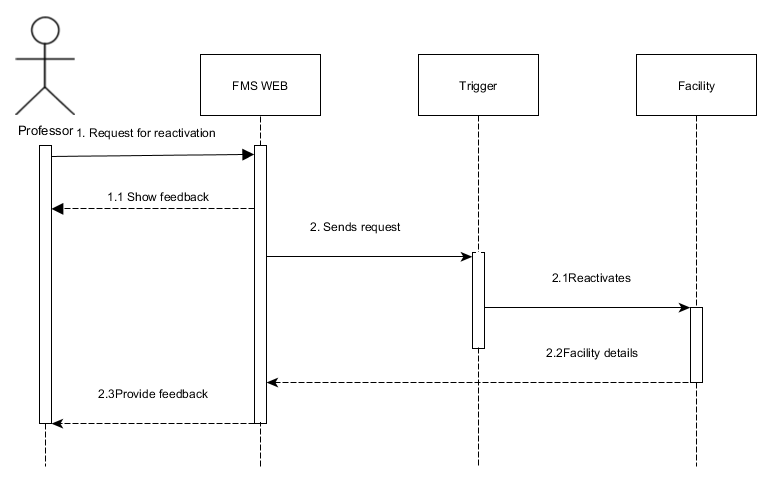 FMS WEB
Trigger
Facility
Professor
1. Request for reactivation
1.1 Show feedback
2. Sends request
2.1Reactivates
2.2Facility details
2.3Provide feedback